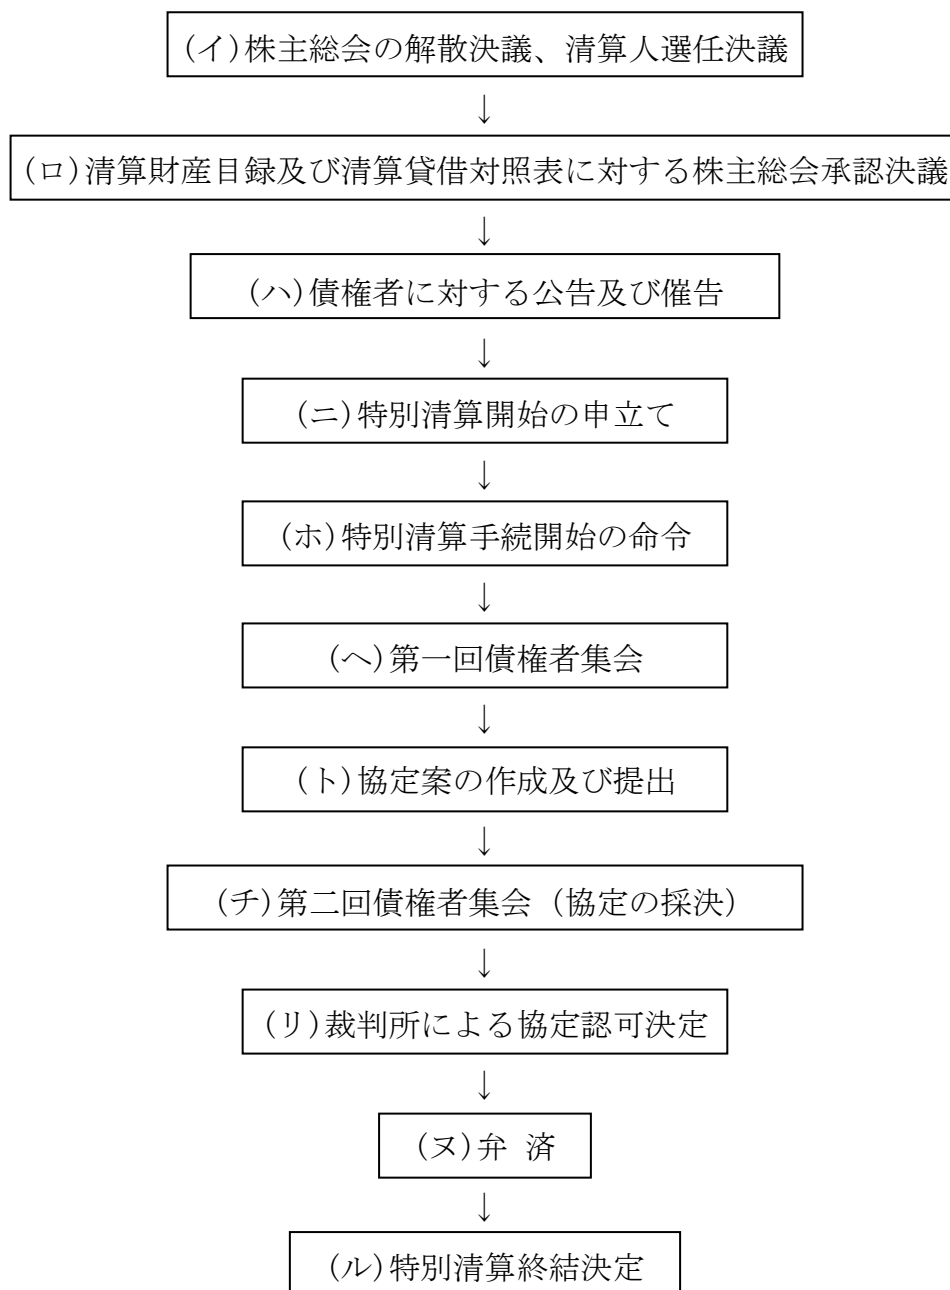 (イ)株主総会の解散決議、清算人選任決議
↓
(ロ)清算財産目録及び清算貸借対照表に対する株主総会承認決議
↓
(ハ)債権者に対する公告及び催告
↓
(ニ)特別清算開始の申立て
↓
(ホ)特別清算手続開始の命令
↓
(ヘ)第一回債権者集会
↓
(ト)協定案の作成及び提出
↓
(チ)第二回債権者集会（協定の採決）
↓
(リ)裁判所による協定認可決定
↓
(ヌ)弁 済
↓
(ル)特別清算終結決定